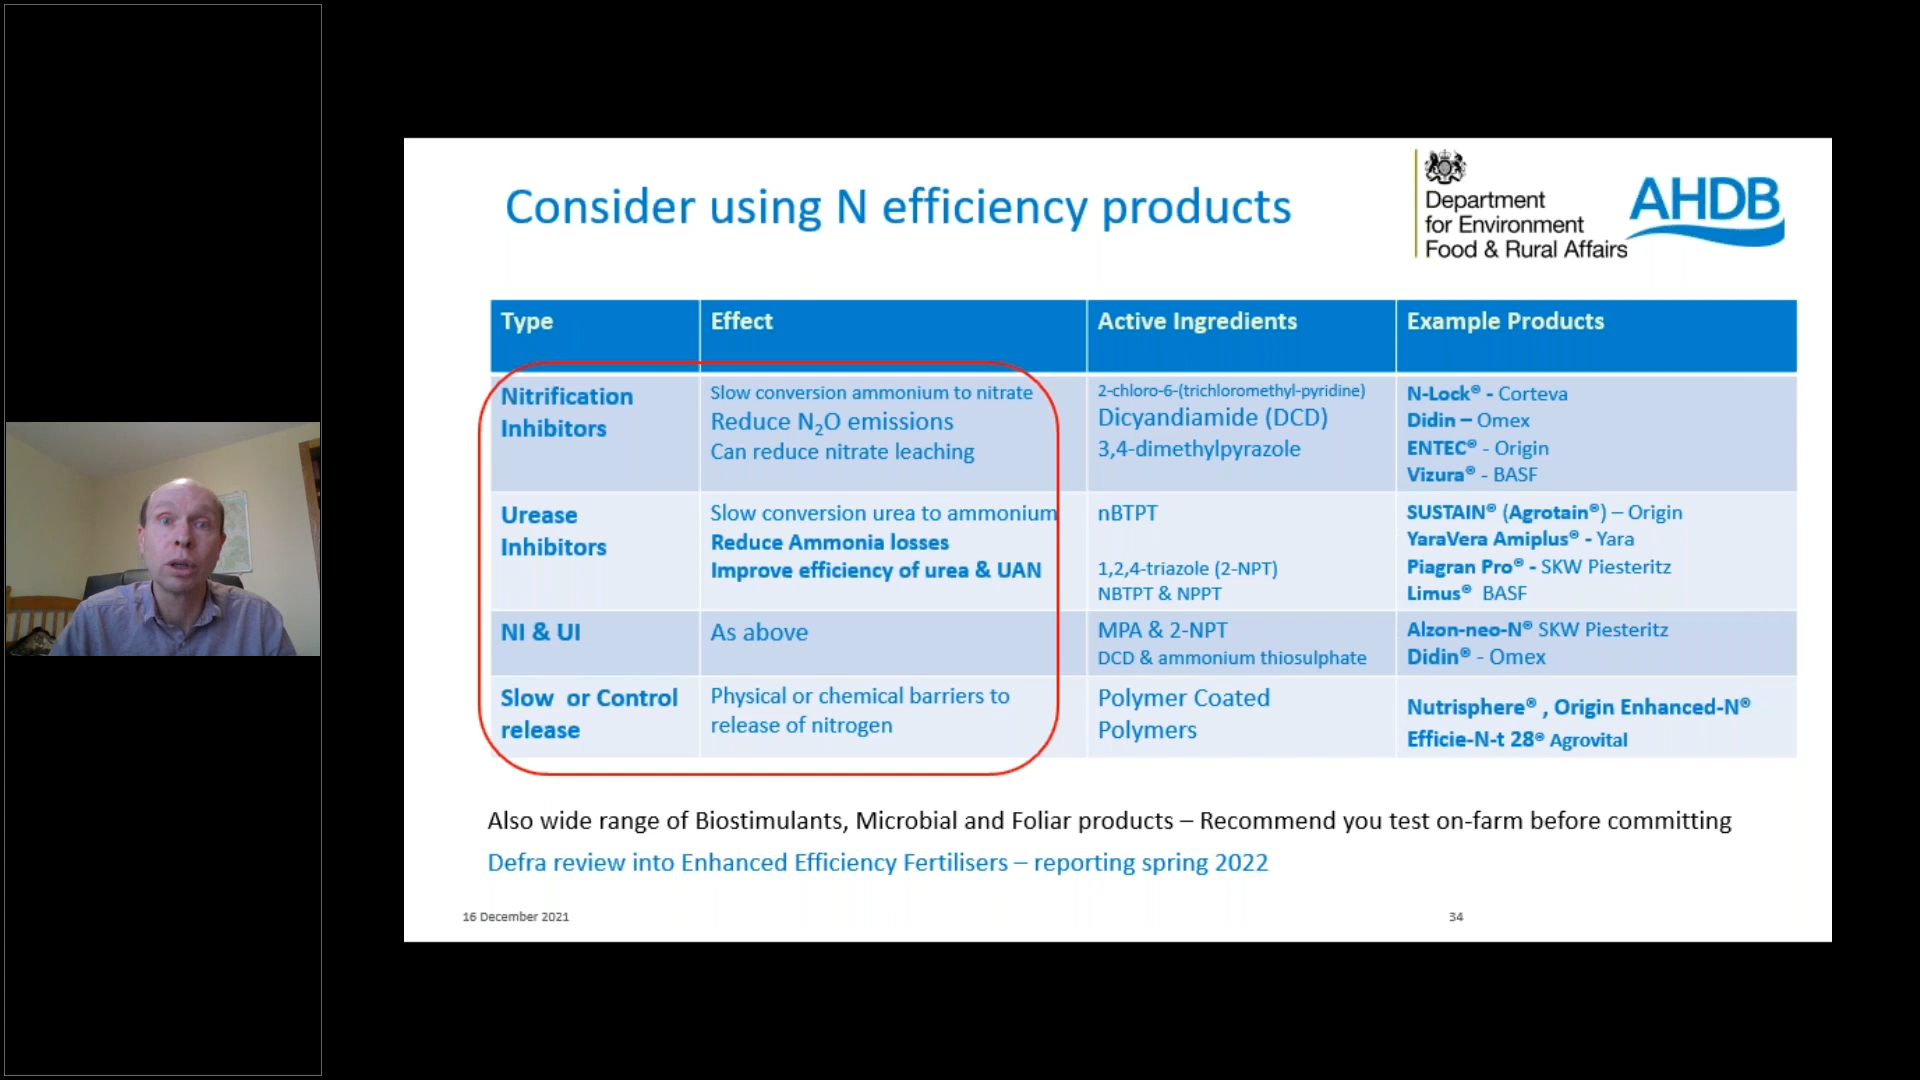 Consider using N efficiency products
Department
for Environment
Food & Rural Affairs
AHDB
Type
Effect
Active Ingredients
Example Products
Nitrification
Inhibitors
Slow conversion ammonium to nitrate
Reduce N₂O emissions
Can reduce nitrate leaching
2-chloro-6-(trichloromethyl-pyridine)
Dicyandiamide (DCD)
3,4-dimethylpyrazole
N-Lock® - Corteva
Didin – Omex
ENTEC® - Origin
Vizura® - BASF
Urease
Inhibitors
Slow conversion urea to ammonium
Reduce Ammonia losses
Improve efficiency of urea & UAN
nBTPT
1,2,4-triazole (2-NPT)
NBTPT & NPPT
SUSTAIN® (Agrotain®) – Origin
YaraVera Amiplus® - Yara
Piagran Pro® - SKW Piesteritz
Limus® BASF
NI & UI
As above
MPA & 2-NPT
DCD & ammonium thiosulphate
Alzon-neo-N® SKW Piesteritz
Didin® - Omex
Slow or Control
release
Physical or chemical barriers to
release of nitrogen
Polymer Coated
Polymers
Nutrisphere® , Origin Enhanced-N®
Efficie-N-t 28® Agrovital
Also wide range of Biostimulants, Microbial and Foliar products – Recommend you test on-farm before committing
Defra review into Enhanced Efficiency Fertilisers – reporting spring 2022
16 December 2021
34